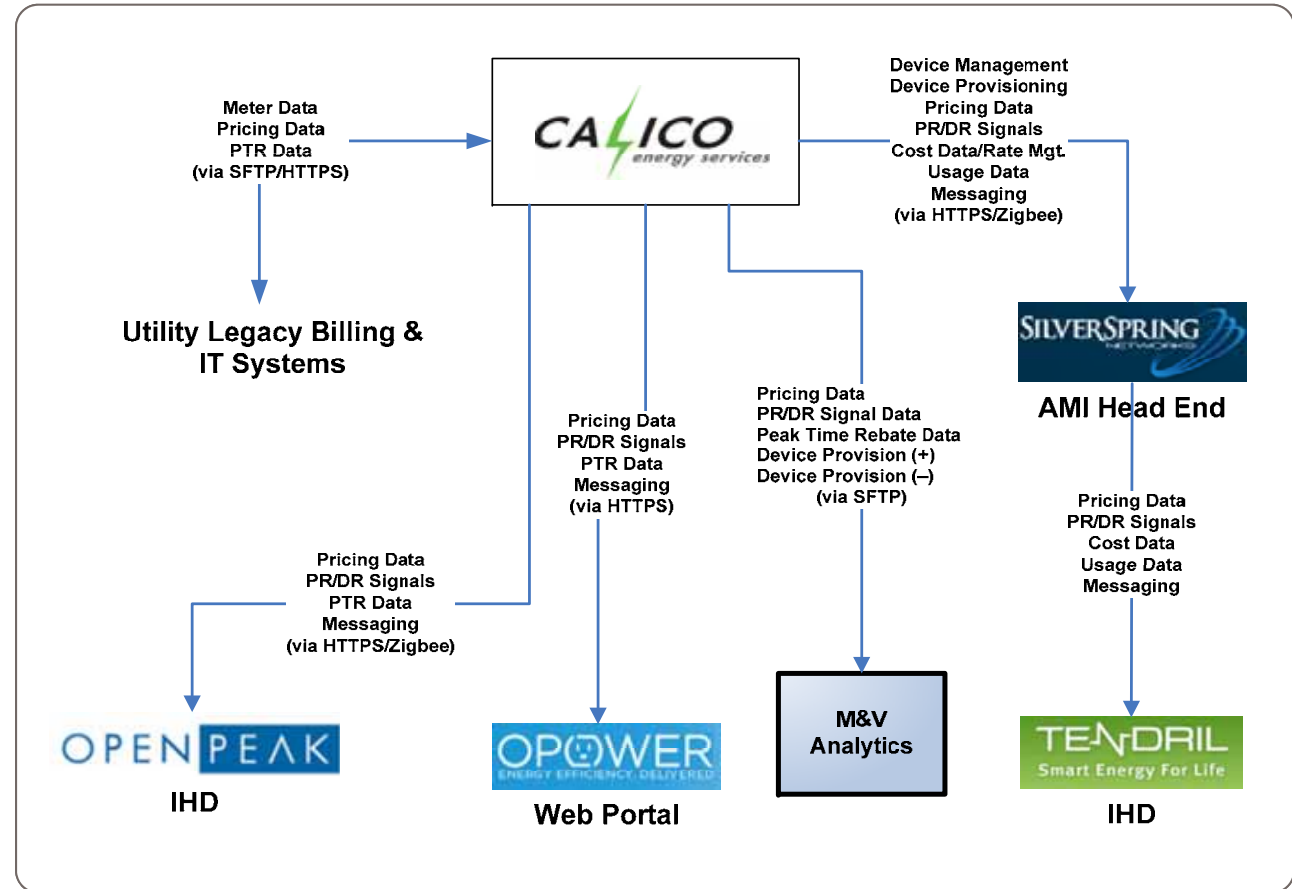 Meter Data
Pricing Data
PTR Data
(via SFTP/HTTPS)
CALICO
energy services
Device Management
Device Provisioning
Pricing Data
PR/DR Signals
Cost Data/Rate Mgt.
Usage Data
Messaging
(via HTTPS/Zigbee)
Utility Legacy Billing &
IT Systems
SILVERSPRING
NETWORKS
AMI Head End
Pricing Data
PR/DR Signals
PTR Data
Messaging
(via HTTPS)
Pricing Data
PR/DR Signal Data
Peak Time Rebate Data
Device Provision (+)
Device Provision (–)
(via SFTP)
Pricing Data
PR/DR Signals
Cost Data
Usage Data
Messaging
Pricing Data
PR/DR Signals
PTR Data
Messaging
(via HTTPS/Zigbee)
OPENPEAK
IHD
OPOWER
ENERGY EFFICIENCY. DELIVERED
Web Portal
M&V
Analytics
TENDRIL
Smart Energy For Life
IHD